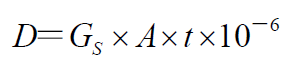 D=G_S × A × t × 10^{-6}